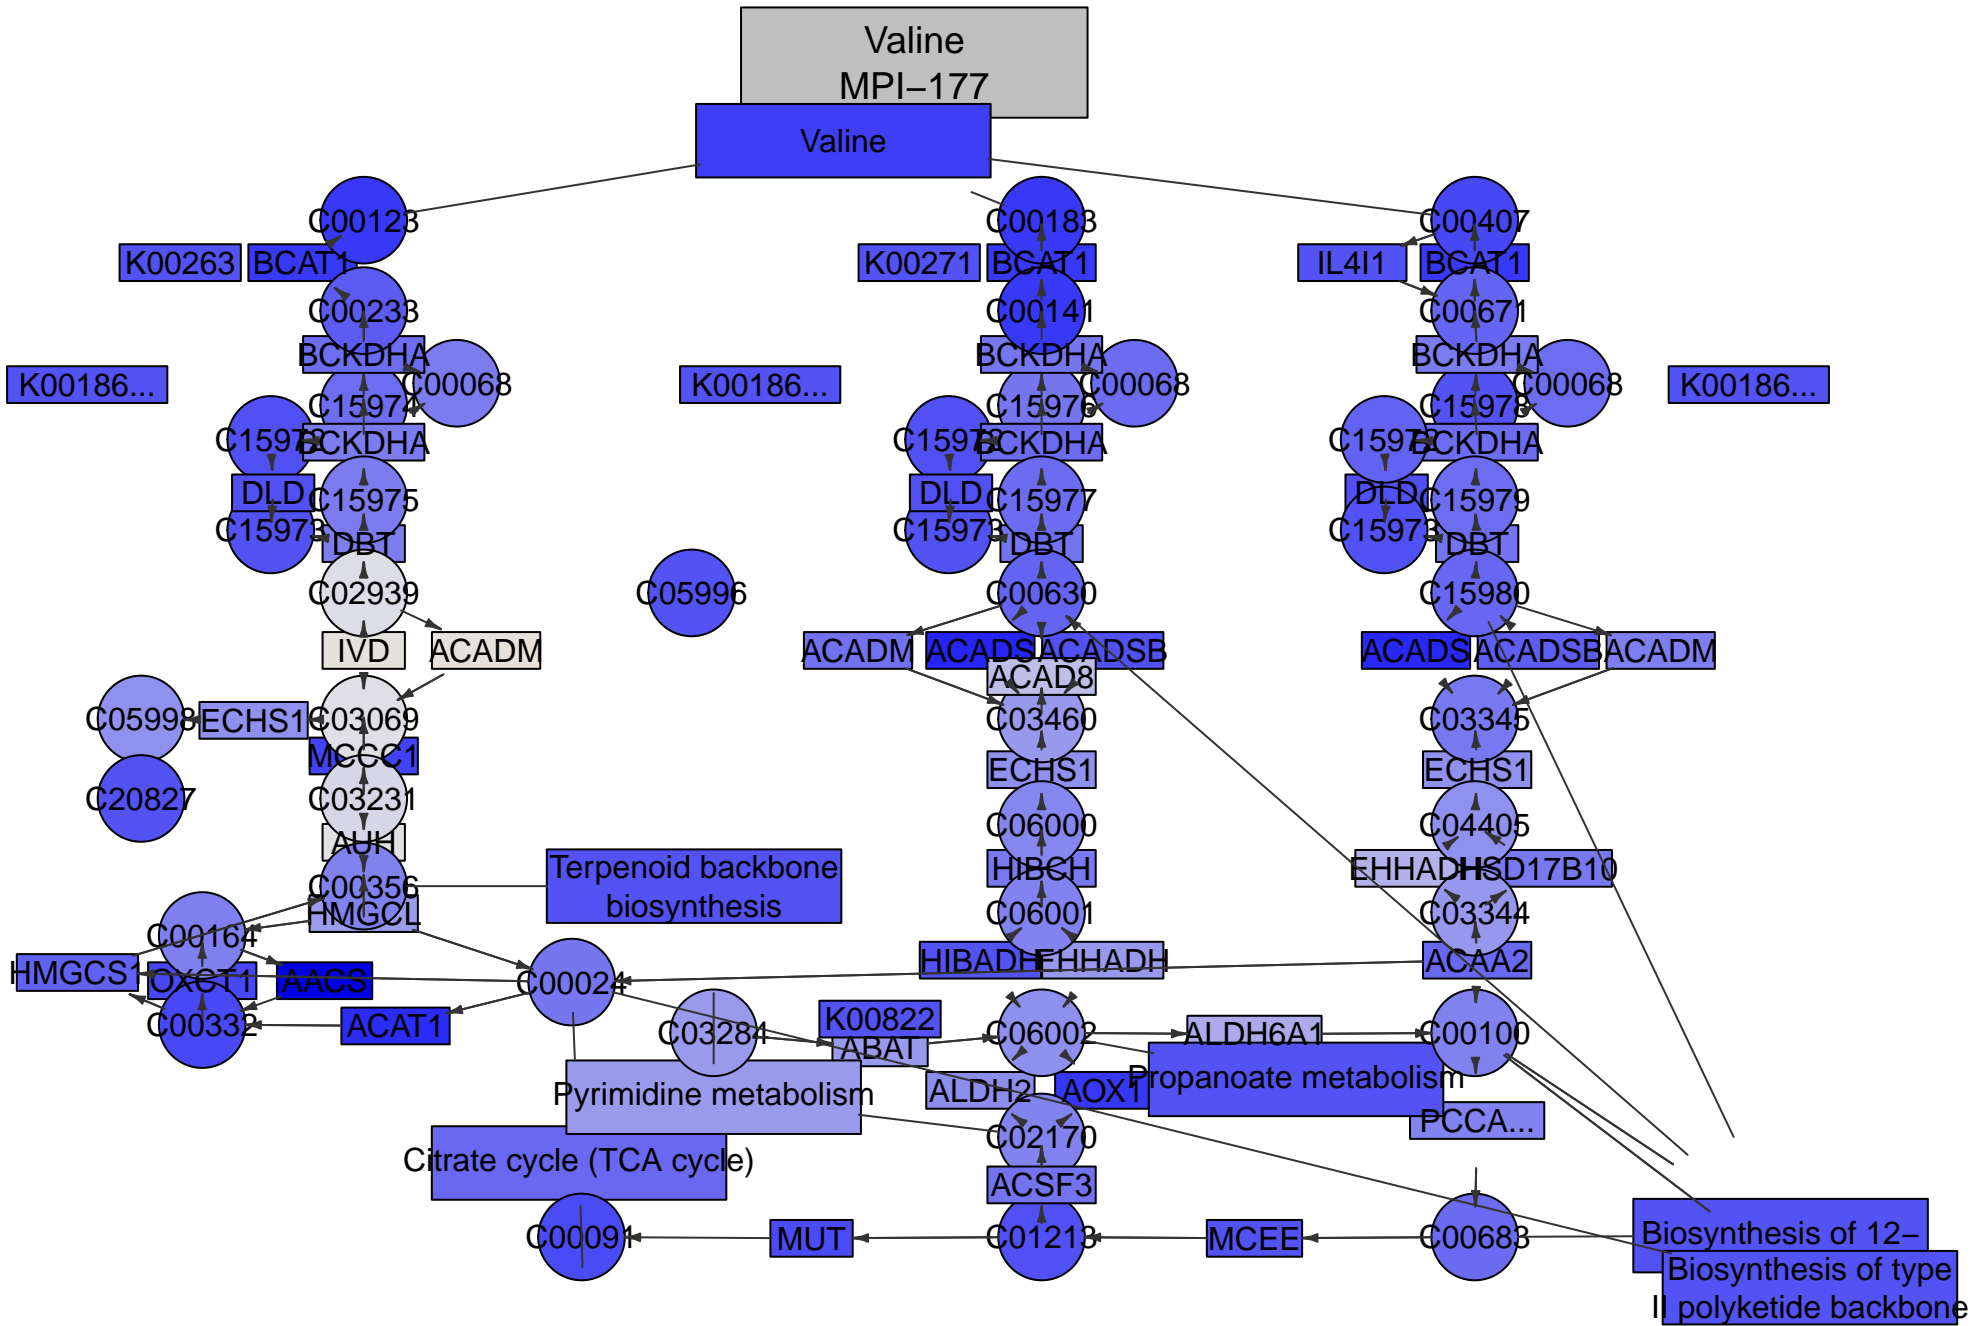 Valine
MPI−177
Valine
C00123
C00183
C00407
K00263
BCAT1
K00271
BCAT1
IL4I1
BCAT1
C00233
C00141
C00671
BCKDHA
BCKDHA
BCKDHA
K00186...
C00068
K00186...
C00068
C00068
K00186...
C15974
C15976
C15978
C15972
BCKDHA
C15972
BCKDHA
C15972
BCKDHA
DLD
C15975
DLD
C15977
DLD
C15979
C15973
DBT
C15973
DBT
C15973
DBT
C02939
C05996
C00630
C15980
IVD
ACADM
ACADM
ACADS
ACADSB
ACADS
ACADSB
ACADM
ACAD8
C05998
ECHS1
C03069
C03460
C03345
MCCC1
ECHS1
ECHS1
C20827
C03231
C06000
C04405
AUH
HIBCH
EHHADH
HSD17B10
Terpenoid backbone
biosynthesis
C00356
HMGCL
C06001
C03344
C00164
HMGCS1
OXCT1
AACS
C00024
HIBADH
EHHADH
ACAA2
C00332
ACAT1
C03284
K00822
ABAT
C06002
ALDH6A1
C00100
Pyrimidine metabolism
ALDH2
AOX1
Propanoate metabolism
PCCA...
C02170
Citrate cycle (TCA cycle)
ACSF3
C00091
MUT
C01213
MCEE
C00683
Biosynthesis of 12−
Biosynthesis of type
II polyketide backbone